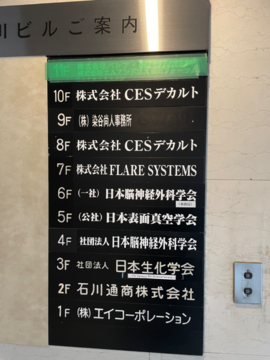 川ビルご案内
10F 株式会社 CESデカルト
9F (株) 染谷尚人事務所
8F 株式会社 CESデカルト
7F 株式会社 FLARE SYSTEMS
6F (一社) 日本脳神経外科学会
5F (公社) 日本表面真空学会
4F 社団法人 日本脳神経外科学会
3F 社団法人 日本生化学会
2F 石川通商株式会社
1F (株) エイコーポレーション